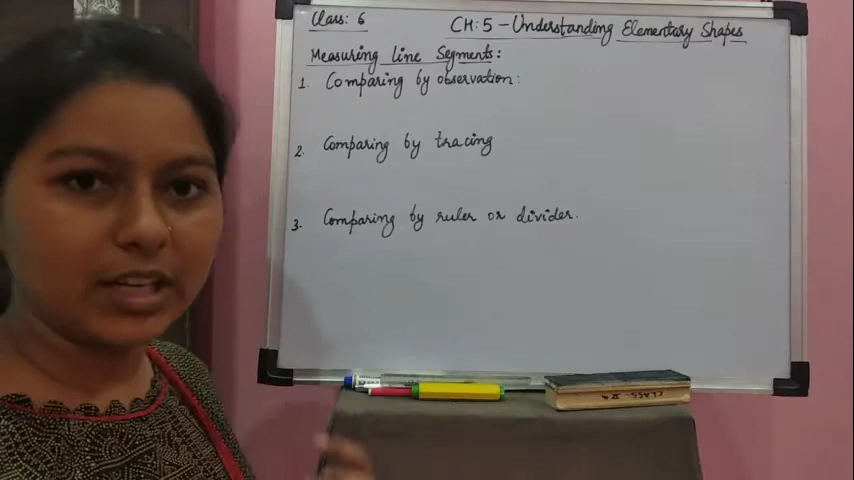 Class: 6
CH: 5 - Understanding Elementary Shapes
Measuring Line Segments:
1. Comparing by observation:
2. Comparing by tracing
3. Comparing by ruler or divider.
CLASS-